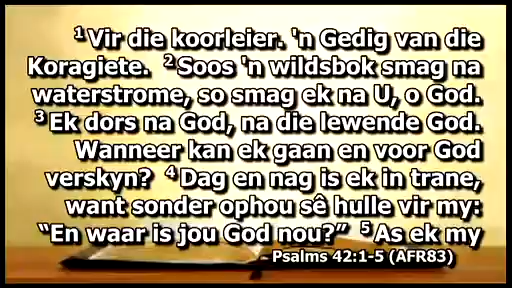 ¹ Vir die koorleier. 'n Gedig van die
Koragiete. ² Soos 'n wildsbok smag na
waterstrome, so smag ek na U, o God.
³ Ek dors na God, na die lewende God.
Wanneer kan ek gaan en voor God
verskyn? ⁴ Dag en nag is ek in trane,
want sonder ophou sê hulle vir my:
“En waar is jou God nou?” ⁵ As ek my
Psalms 42:1-5 (AFR83)